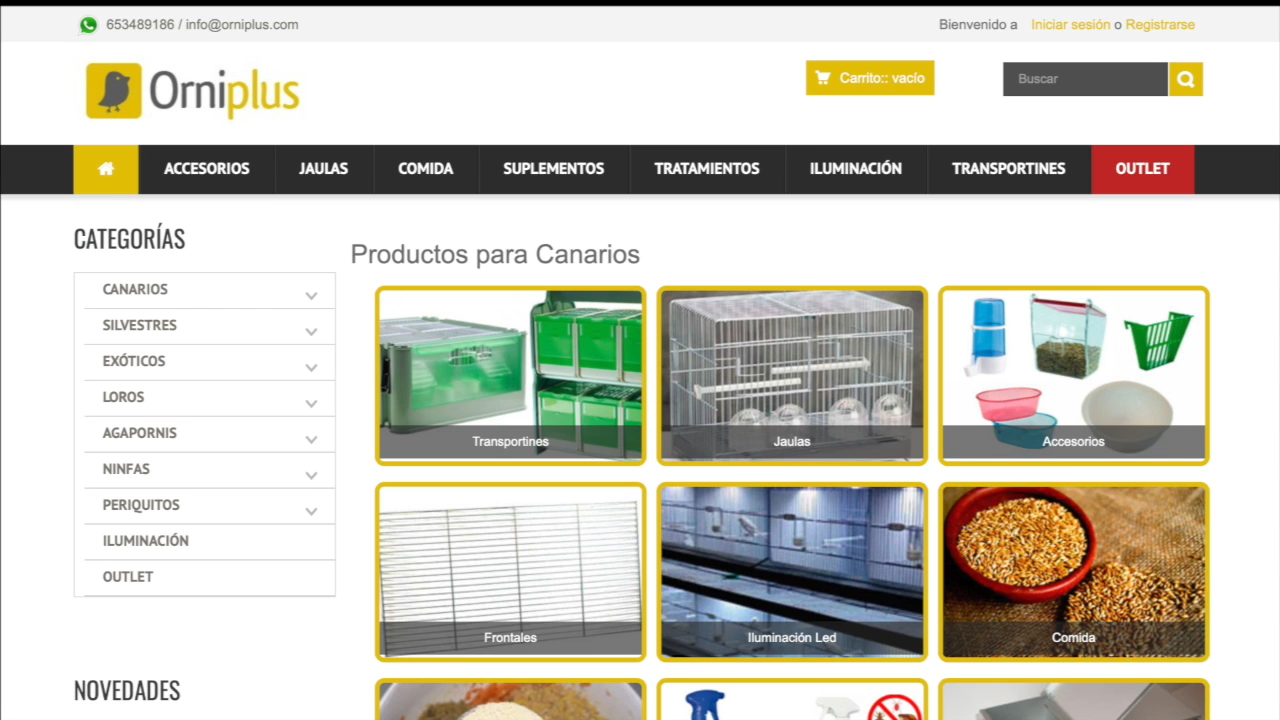 653489186 / info@orniplus.com
Bienvenido a Iniciar sesión o Registrarse
Orniplus
Carrito:: vacío
Buscar
ACCESORIOS JAULAS COMIDA SUPLEMENTOS TRATAMIENTOS ILUMINACIÓN TRANSPORTINES OUTLET
CATEGORÍAS
CANARIOS
SILVESTRES
EXÓTICOS
LOROS
AGAPORNIS
NINFAS
PERIQUITOS
ILUMINACIÓN
OUTLET
NOVEDADES
Productos para Canarios
Transportines
Jaulas
Accesorios
Frontales
Iluminación Led
Comida